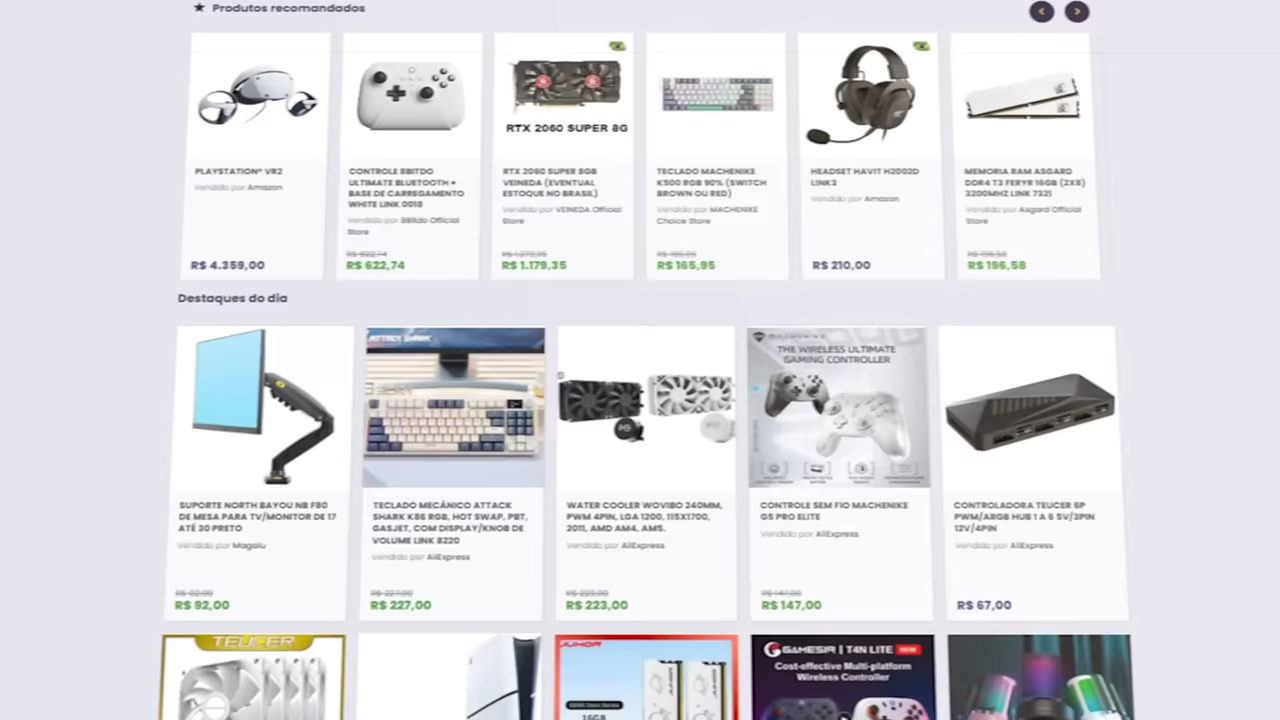 ★ Produtos recomandados
RTX 2060 SUPER 8G
PLAYSTATION® VR2
Vendido por Amazon
R$ 4.359,00
CONTROLE 8BITDO
ULTIMATE BLUETOOTH +
BASE DE CARREGAMENTO
WHITE LINK 0018
Vendido por 8Bitdo Official
Store
R$ 622,74
R$ 622,74
RTX 2060 SUPER 8GB
VEINEDA (EVENTUAL
ESTOQUE NO BRASIL)
Vendido por VEINEDA Official
Store
R$ 1.279,35
R$ 1.179,35
TECLADO MACHENIKE
K500 RGB 90% (SWITCH
BROWN OU RED)
Vendido por MACHENIKE
Choice Store
R$ 165,95
R$ 165,95
HEADSET HAVIT H2002D
LINK3
Vendido por Amazon
R$ 210,00
MEMORIA RAM ASGARD
DDR4 T3 FERYR 16GB (2X8)
3200MHZ LINK 7321
Vendido por Asgard Official
Store
R$ 196,58
R$ 196,58
Destaques do dia
SUPORTE NORTH BAYOU NB F80
DE MESA PARA TV/MONITOR DE 17
ATÉ 30 PRETO
Vendido por Magalu
R$ 92,00
R$ 92,00
ATTACK SHARK
TECLADO MECÂNICO ATTACK
SHARK K86 RGB, HOT SWAP, PBT,
GASJET, COM DISPLAY/KNOB DE
VOLUME LINK 8220
Vendido por AliExpress
R$ 227,00
R$ 227,00
WATER COOLER WOVIBO 240MM,
PWM 4PIN, LGA 1200, 115X1700,
2011, AMD AM4, AM5.
Vendido por AliExpress
R$ 223,00
R$ 223,00
MACHENIKE
THE WIRELESS ULTIMATE
GAMING CONTROLLER
CONTROLE SEM FIO MACHENIKE
G5 PRO ELITE
Vendido por AliExpress
R$ 147,00
R$ 147,00
CONTROLADORA TEUCER 6P
PWM/ARGB HUB 1 A 6 5V/3PIN
12V/4PIN
Vendido por AliExpress
R$ 67,00
TEUCER
JUHOR
16GB
GAMESIR | T4N LITE NEW
Cost-effective Multi-platform
Wireless Controller